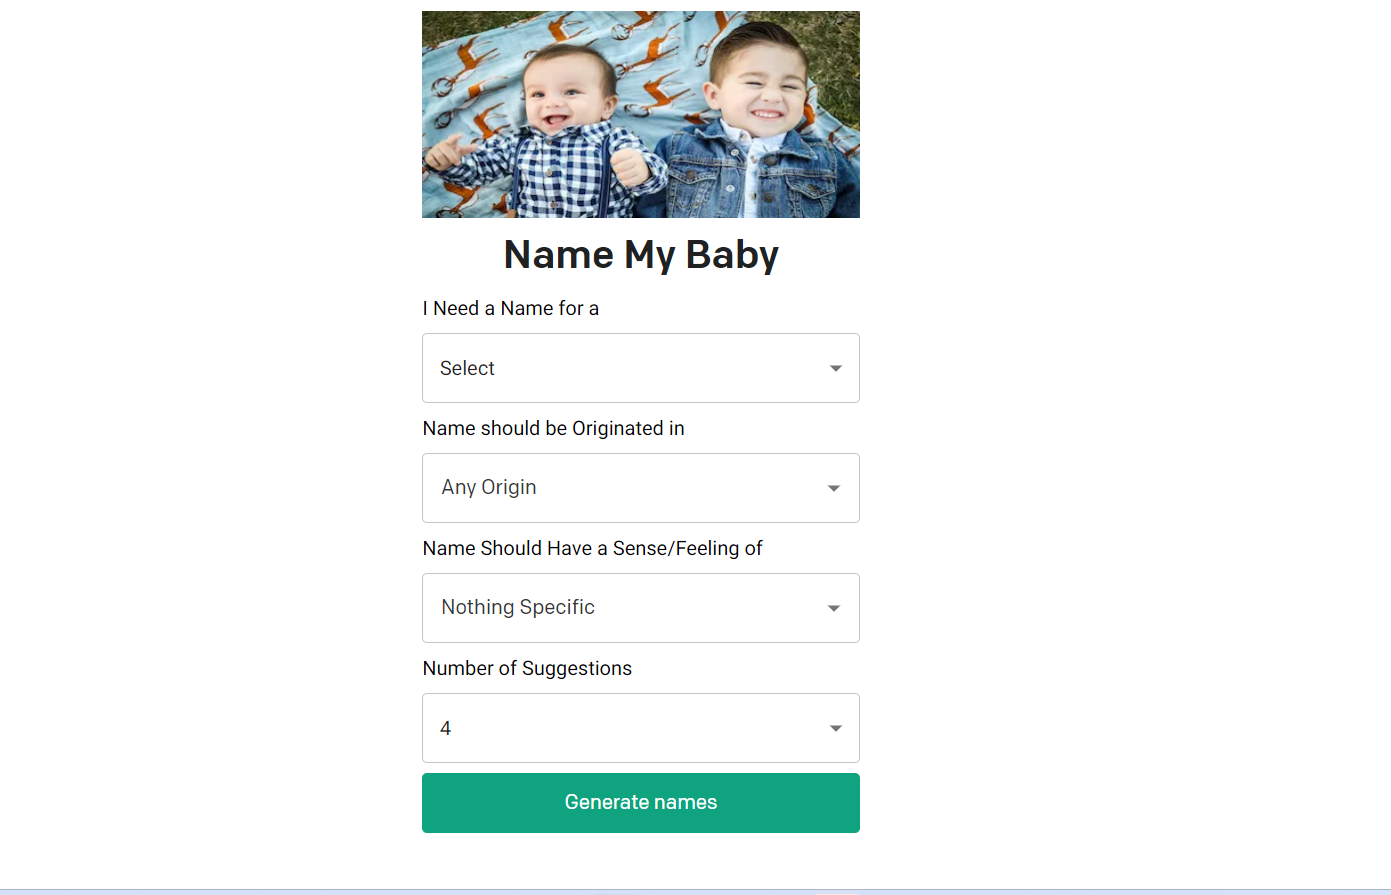 Name My Baby
I Need a Name for a
Select
Name should be Originated in
Any Origin
Name Should Have a Sense/Feeling of
Nothing Specific
Number of Suggestions
4
Generate names